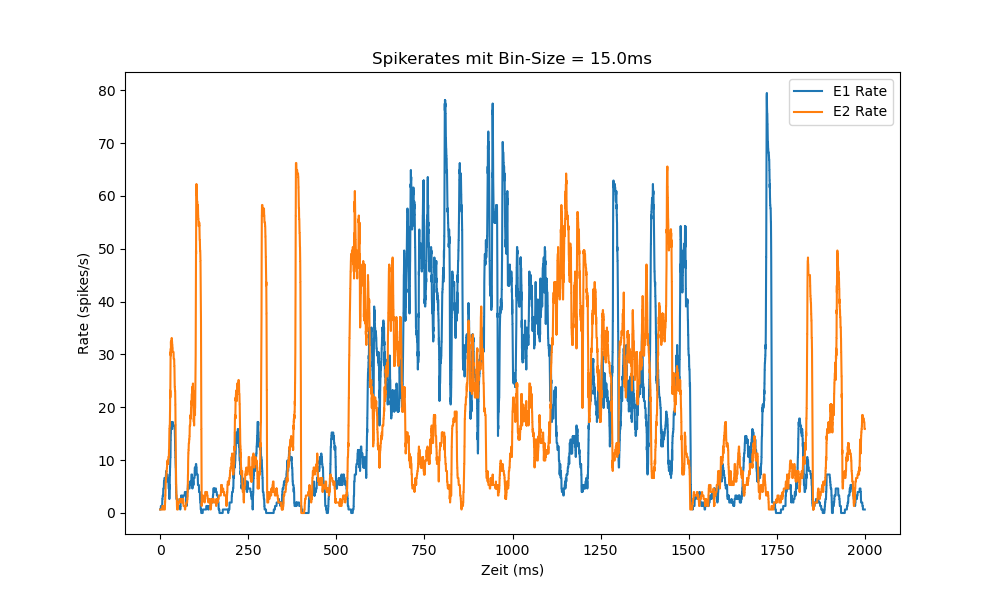 Spikerates mit Bin-Size = 15.0ms
E1 Rate
E2 Rate
80
70
60
50
40
30
20
10
0
Rate (spikes/s)
0 250 500 750 1000 1250 1500 1750 2000
Zeit (ms)